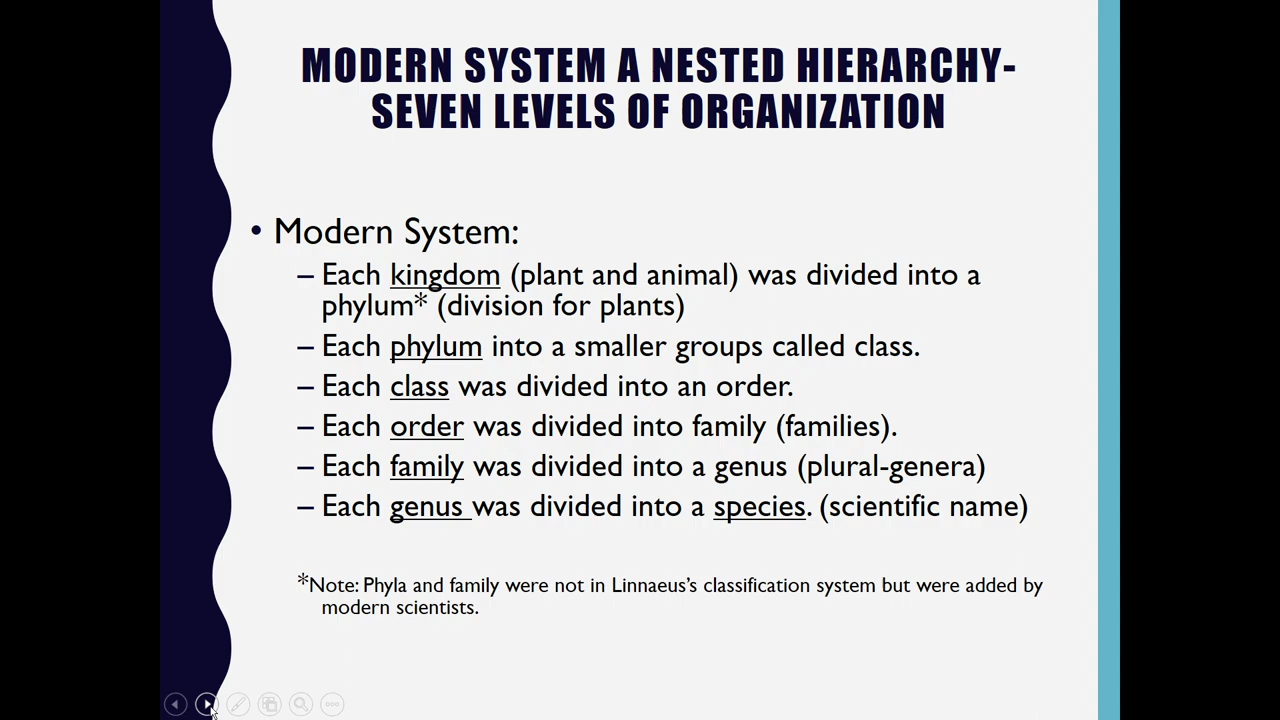 MODERN SYSTEM A NESTED HIERARCHY-
SEVEN LEVELS OF ORGANIZATION
• Modern System:
– Each kingdom (plant and animal) was divided into a
phylum* (division for plants)
– Each phylum into a smaller groups called class.
– Each class was divided into an order.
– Each order was divided into family (families).
– Each family was divided into a genus (plural-genera)
– Each genus was divided into a species. (scientific name)
*Note: Phyla and family were not in Linnaeus's classification system but were added by
modern scientists.